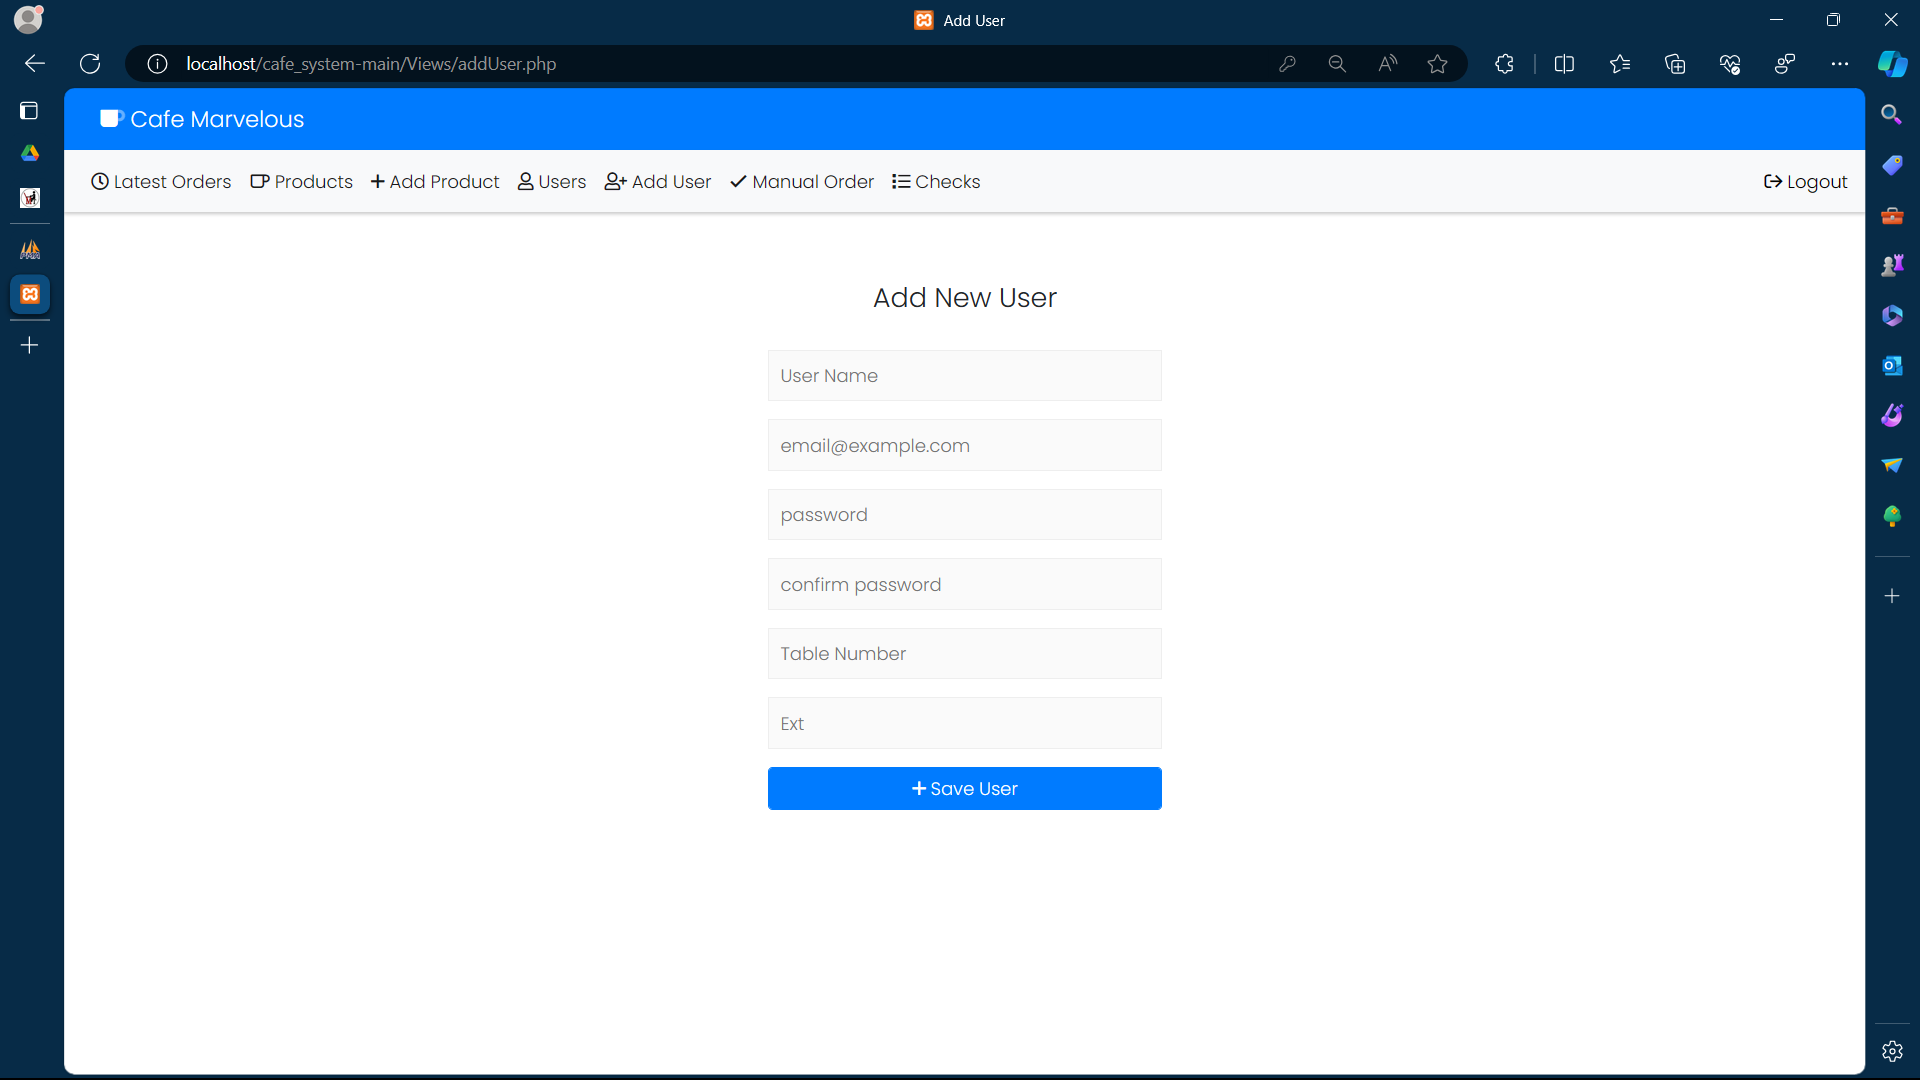 Add User
localhost/cafe_system-main/Views/addUser.php
Cafe Marvelous
Latest Orders Products Add Product Users Add User Manual Order Checks Logout
Add New User
User Name
email@example.com
password
confirm password
Table Number
Ext
Save User